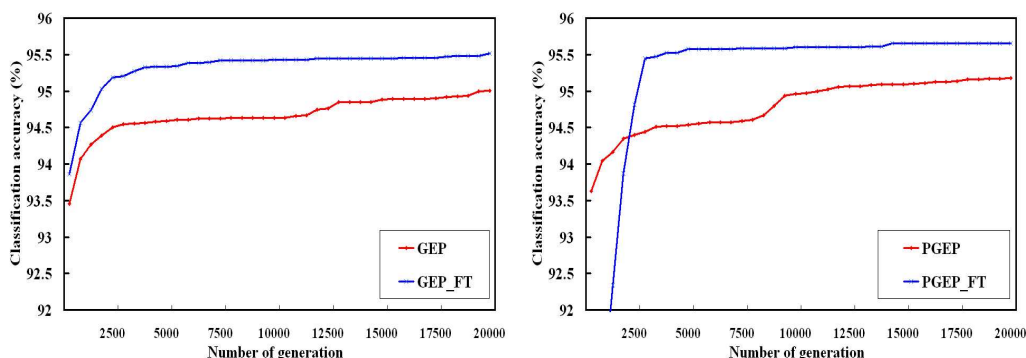 96
95.5
95
94.5
94
93.5
93
92.5
92
Classification accuracy (%)
GEP
GEP_FT
2500 5000 7500 10000 12500 15000 17500 20000
Number of generation
96
95.5
95
94.5
94
93.5
93
92.5
92
Classification accuracy (%)
PGEP
PGEP_FT
2500 5000 7500 10000 12500 15000 17500 20000
Number of generation